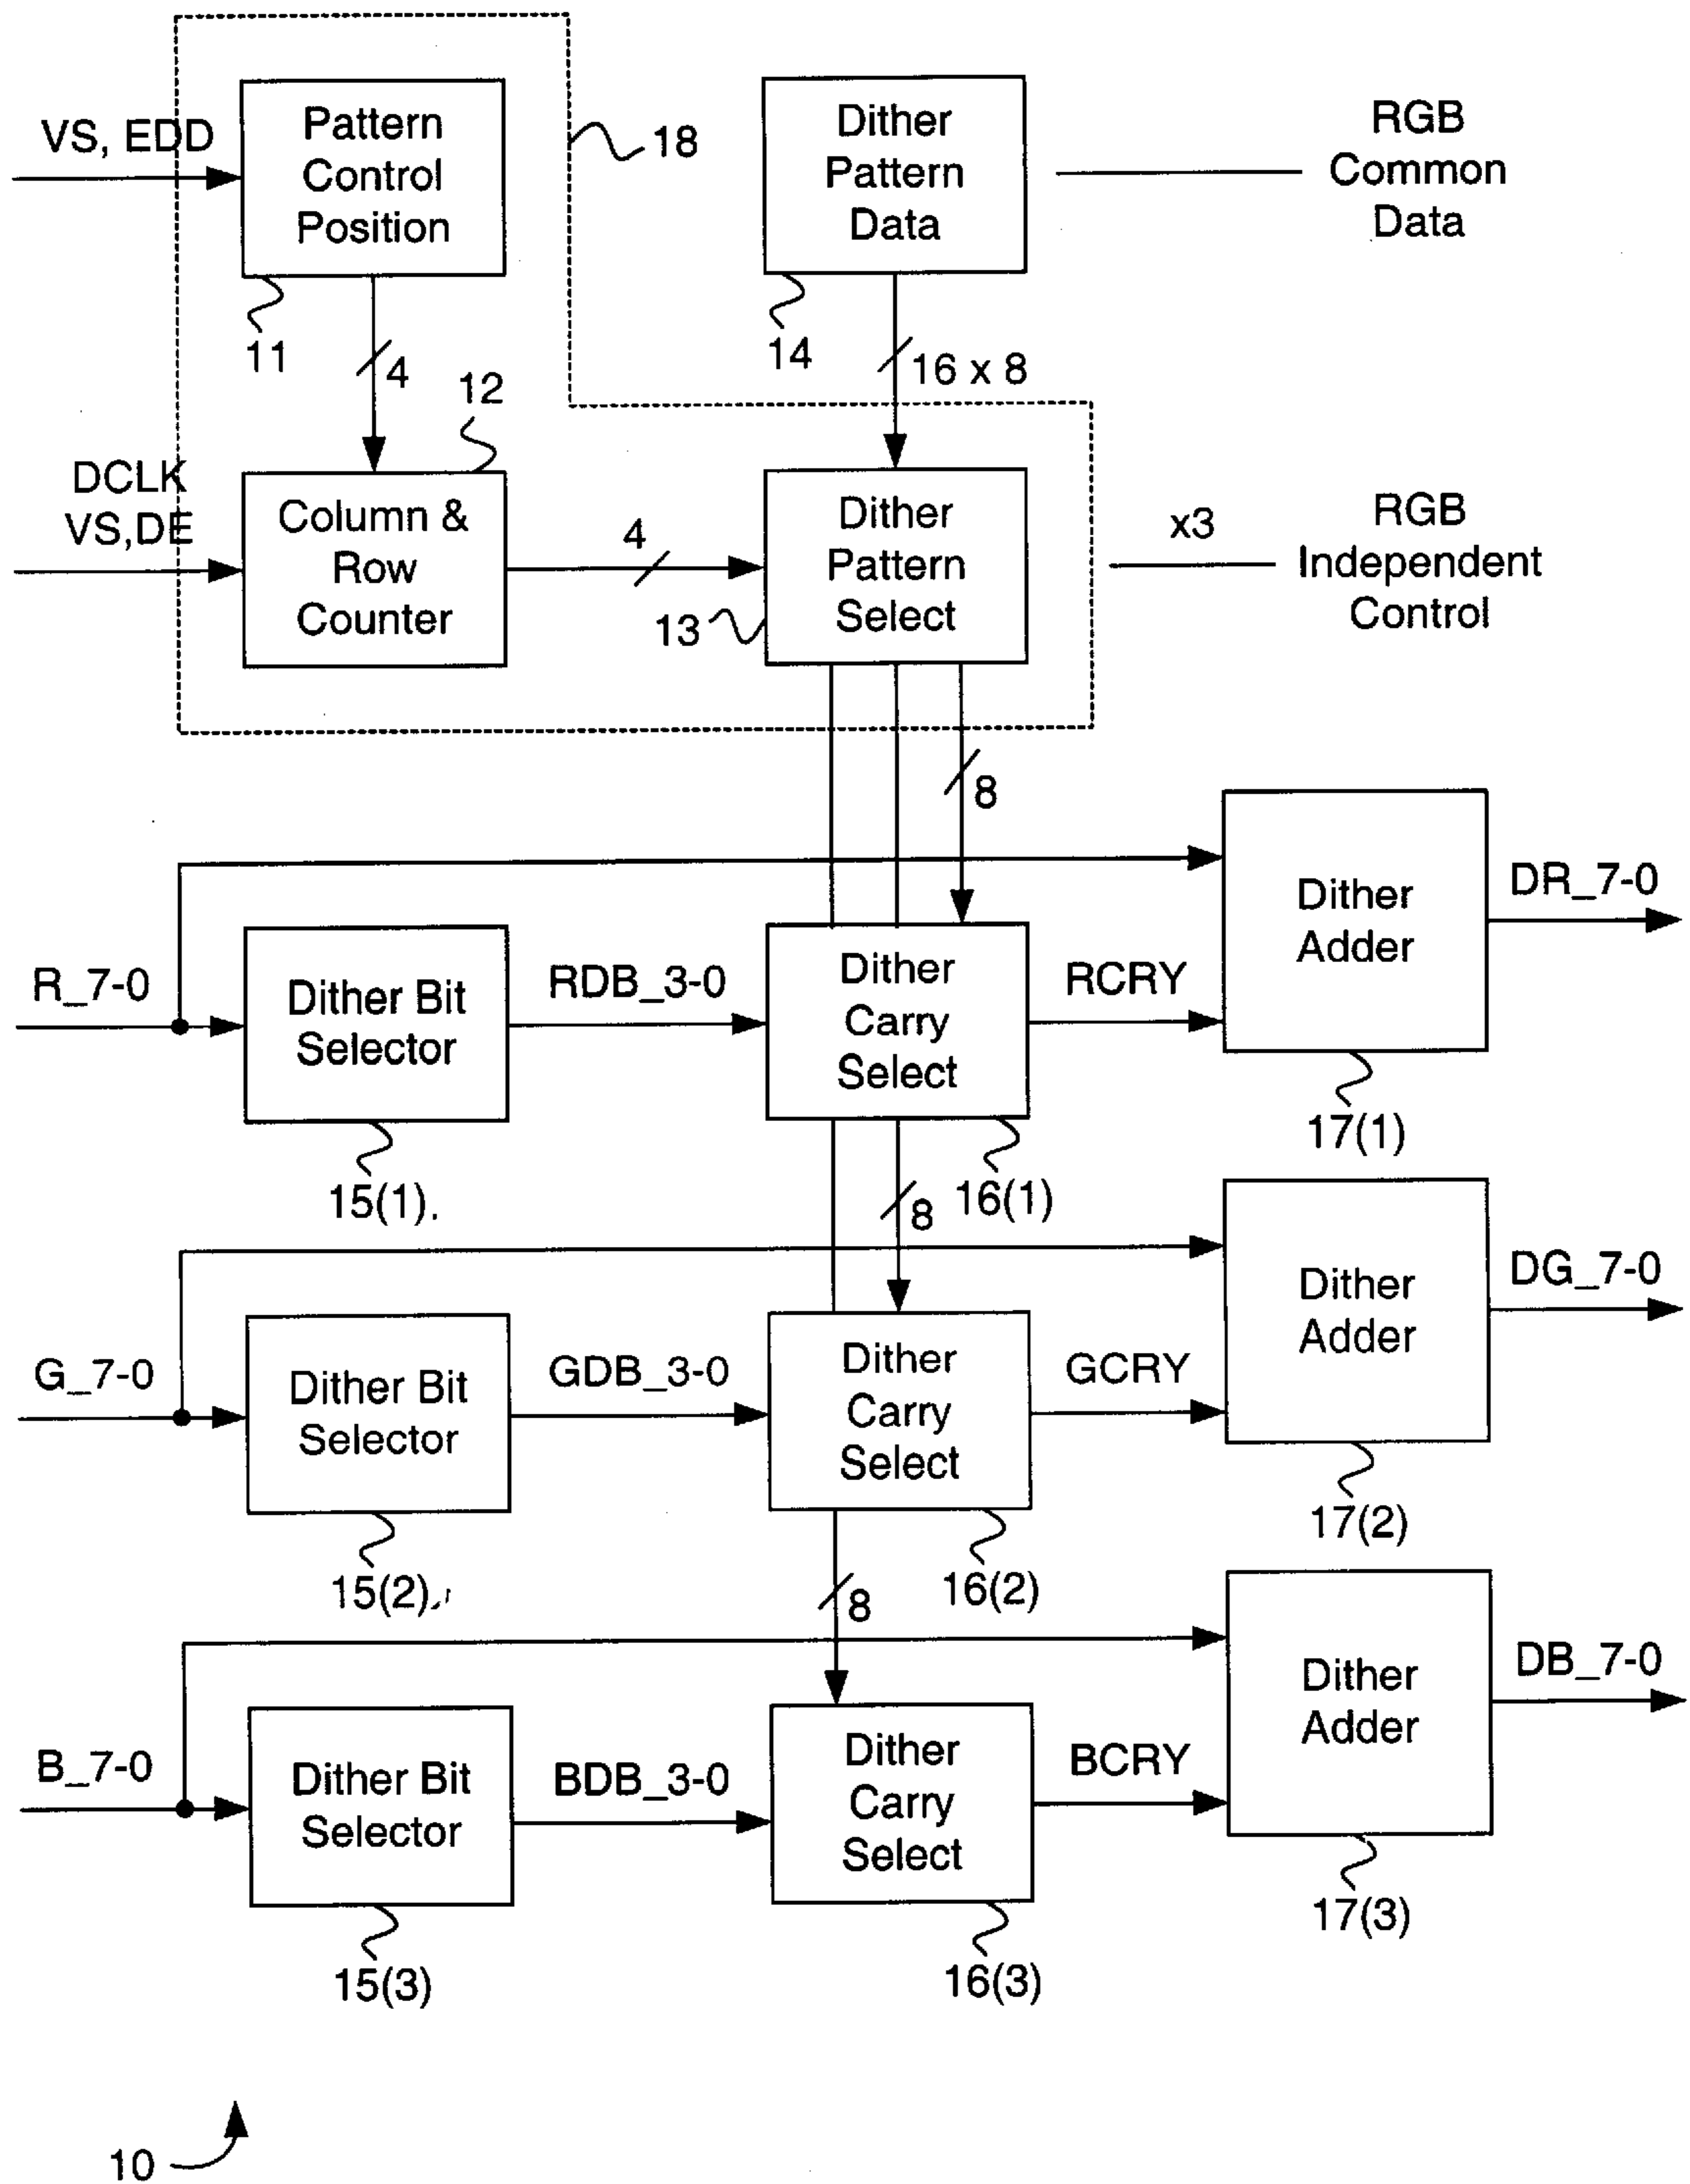 VS, EDD
Pattern
Control
Position
18
Dither
Pattern
Data
RGB
Common
Data
11
4
14
16 x 8
12
DCLK
VS,DE
Column &
Row
Counter
4
13
Dither
Pattern
Select
x3
RGB
Independent
Control
8
R_7-0
Dither Bit
Selector
RDB_3-0
Dither
Carry
Select
RCRY
Dither
Adder
DR_7-0
15(1).
16(1)
17(1)
8
G_7-0
Dither Bit
Selector
GDB_3-0
Dither
Carry
Select
GCRY
Dither
Adder
DG_7-0
15(2).
16(2)
17(2)
8
B_7-0
Dither Bit
Selector
BDB_3-0
Dither
Carry
Select
BCRY
Dither
Adder
DB_7-0
15(3)
16(3)
17(3)
10